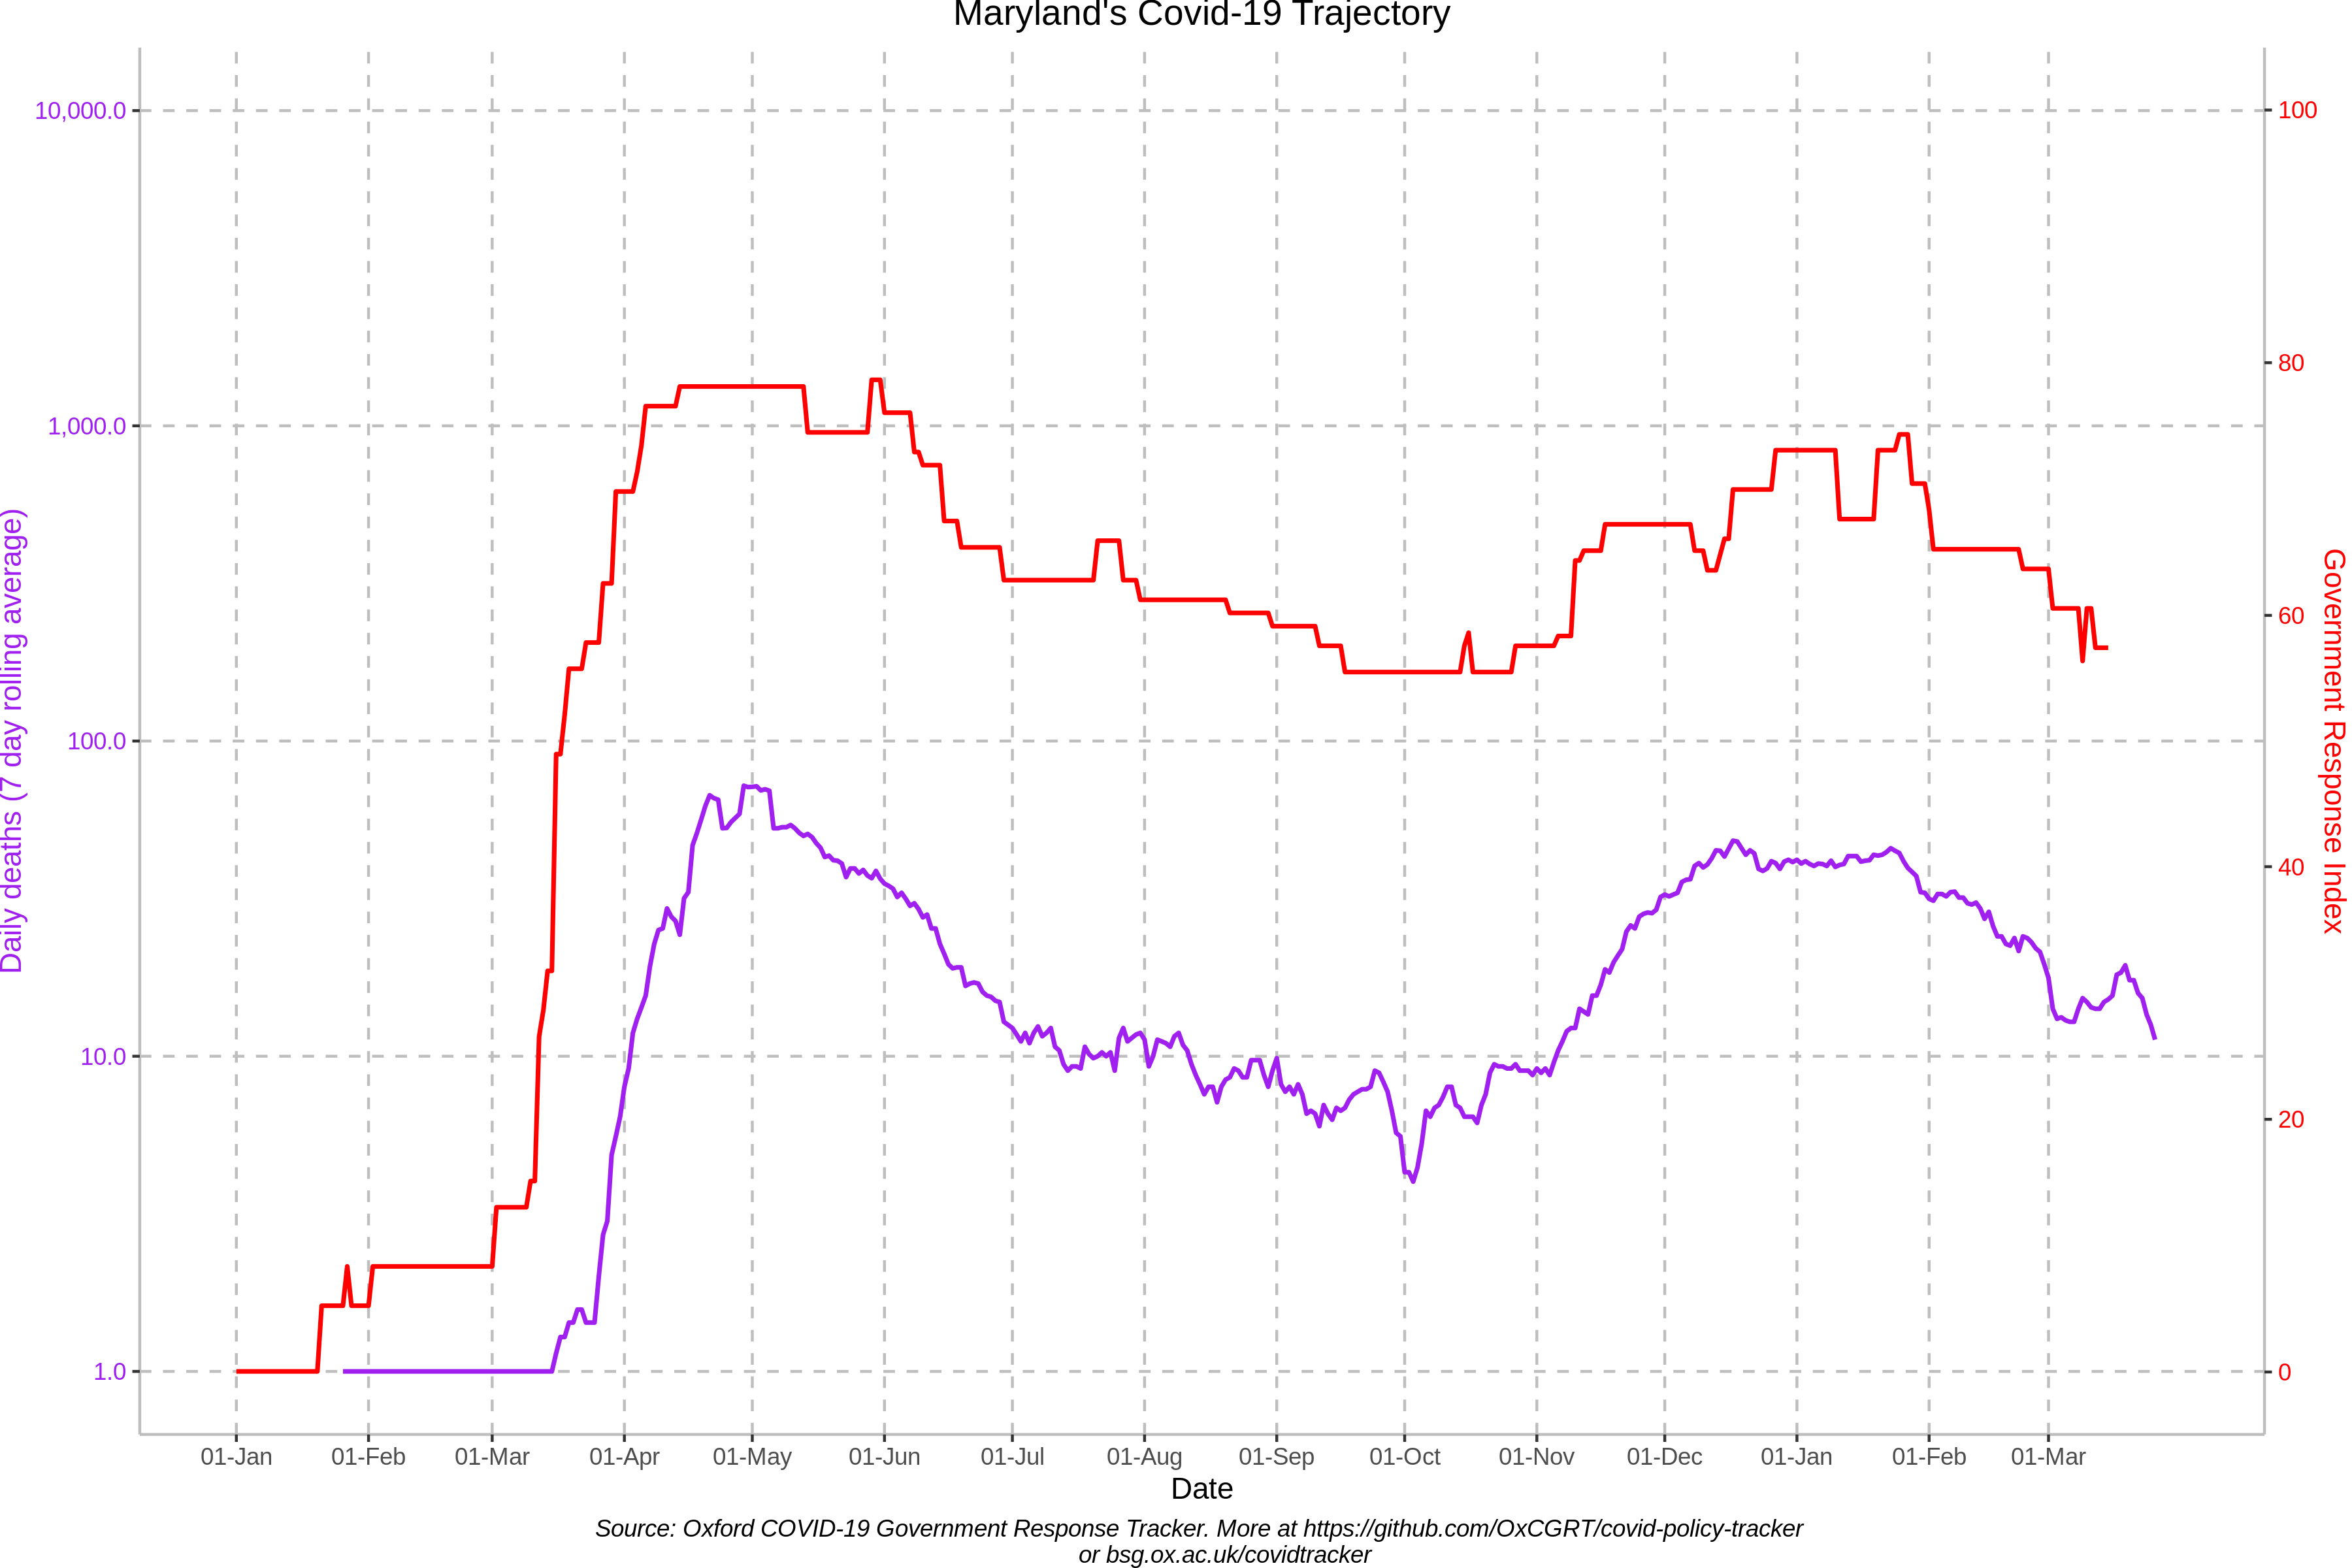 Maryland's Covid-19 Trajectory
Daily deaths (7 day rolling average)
10,000.0
1,000.0
100.0
10.0
1.0
100
80
60
40
20
0
Government Response Index
01-Jan 01-Feb 01-Mar 01-Apr 01-May 01-Jun 01-Jul 01-Aug 01-Sep 01-Oct 01-Nov 01-Dec 01-Jan 01-Feb 01-Mar
Date
Source: Oxford COVID-19 Government Response Tracker. More at https://github.com/OxCGRT/covid-policy-tracker
or bsg.ox.ac.uk/covidtracker